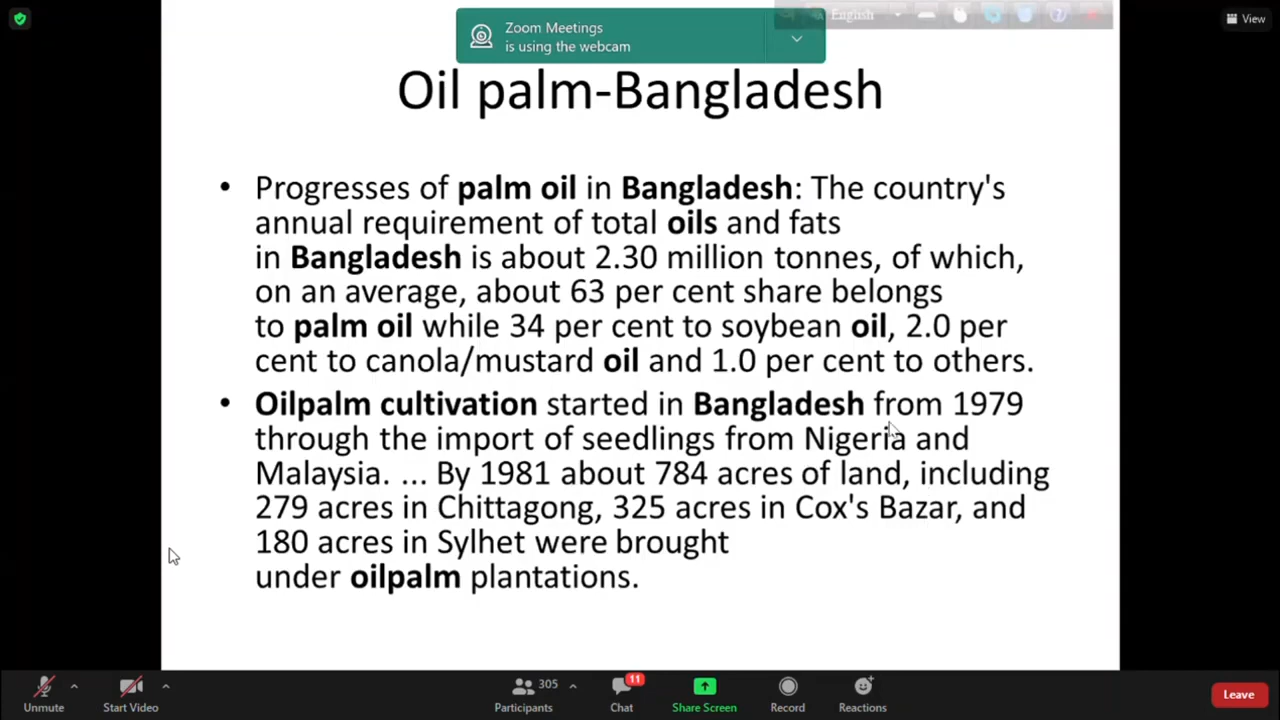 Zoom Meetings
is using the webcam
English
View
Oil palm-Bangladesh
• Progresses of palm oil in Bangladesh: The country's
annual requirement of total oils and fats
in Bangladesh is about 2.30 million tonnes, of which,
on an average, about 63 per cent share belongs
to palm oil while 34 per cent to soybean oil, 2.0 per
cent to canola/mustard oil and 1.0 per cent to others.
• Oilpalm cultivation started in Bangladesh from 1979
through the import of seedlings from Nigeria and
Malaysia. ... By 1981 about 784 acres of land, including
279 acres in Chittagong, 325 acres in Cox's Bazar, and
180 acres in Sylhet were brought
under oilpalm plantations.
305
11
Unmute
Start Video
Participants
Chat
Share Screen
Record
Reactions
Leave